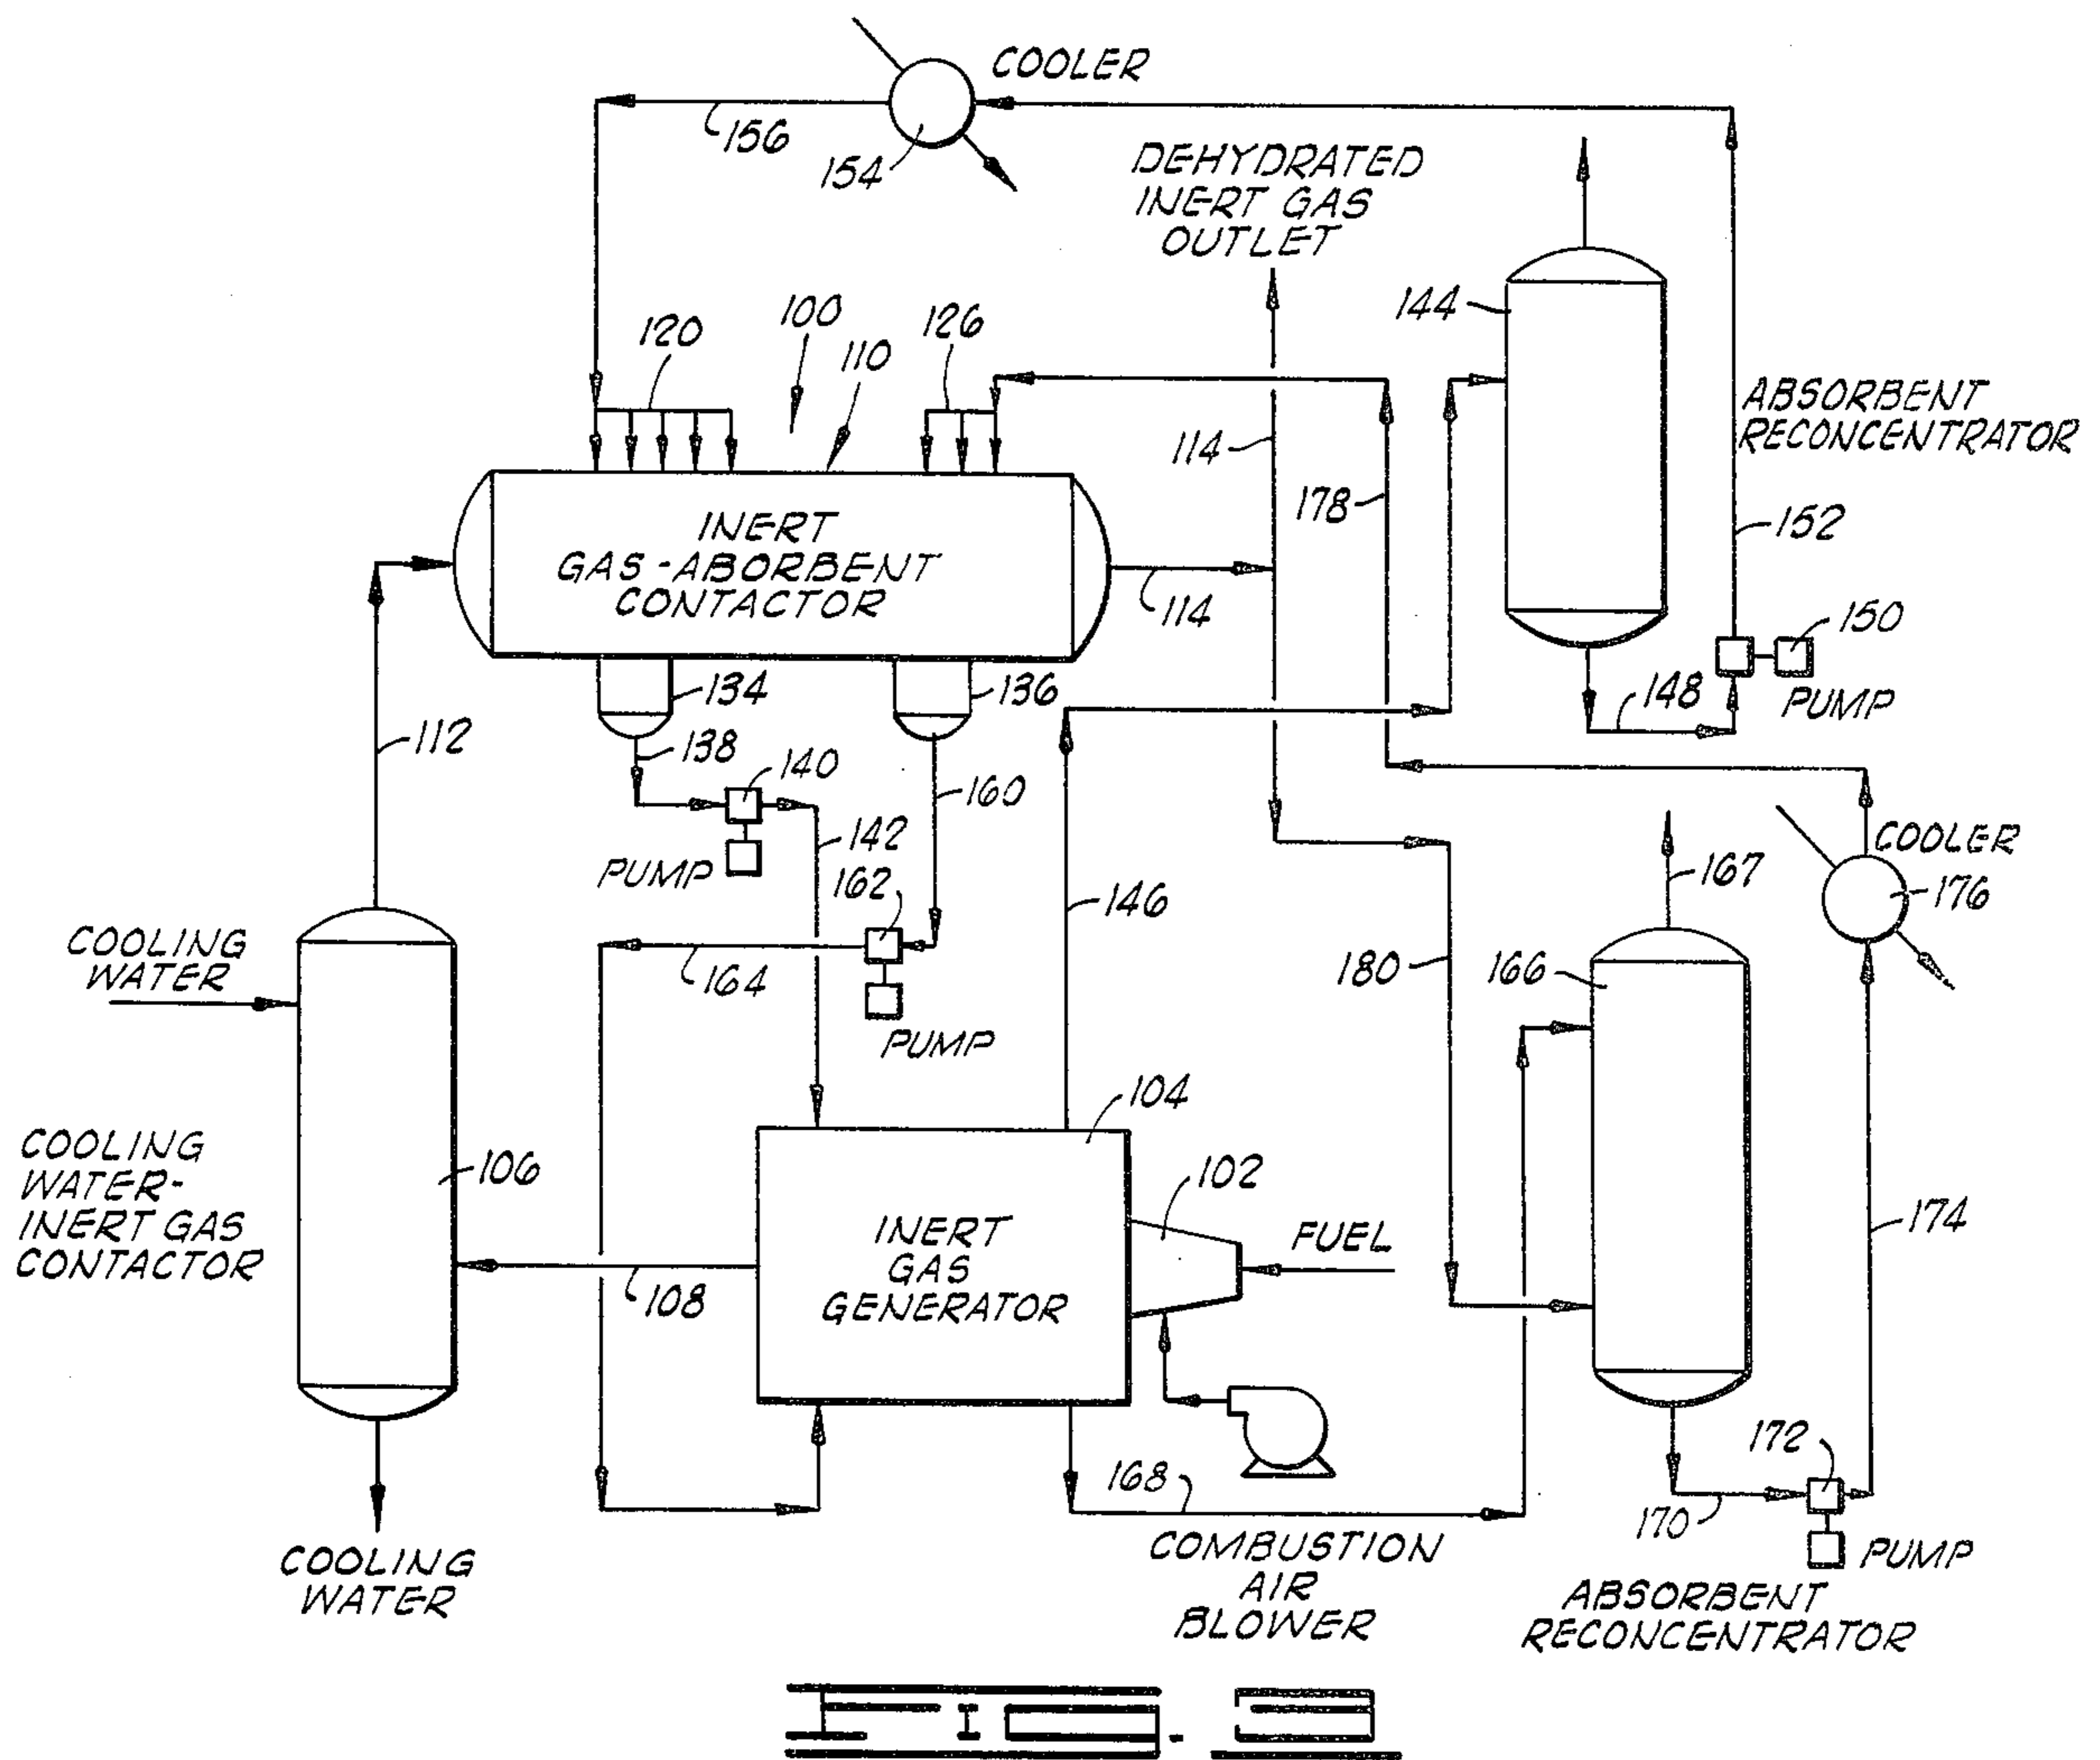 COOLER
156
154
DEHYDRATED
INERT GAS
OUTLET
144
120
100
126
110
ABSORBENT
RECONCENTRATOR
114
178
INERT
GAS-ABORBENT
CONTACTOR
152
114
150
134
136
148
PUMP
112
138
140
160
142
COOLER
PUMP
162
146
167
176
COOLING
WATER
164
180
166
PUMP
104
COOLING
WATER-
INERT GAS
CONTACTOR
106
102
INERT
GAS
GENERATOR
FUEL
174
108
172
168
170
COMBUSTION
AIR
BLOWER
PUMP
COOLING
WATER
ABSORBENT
RECONCENTRATOR
FIG.